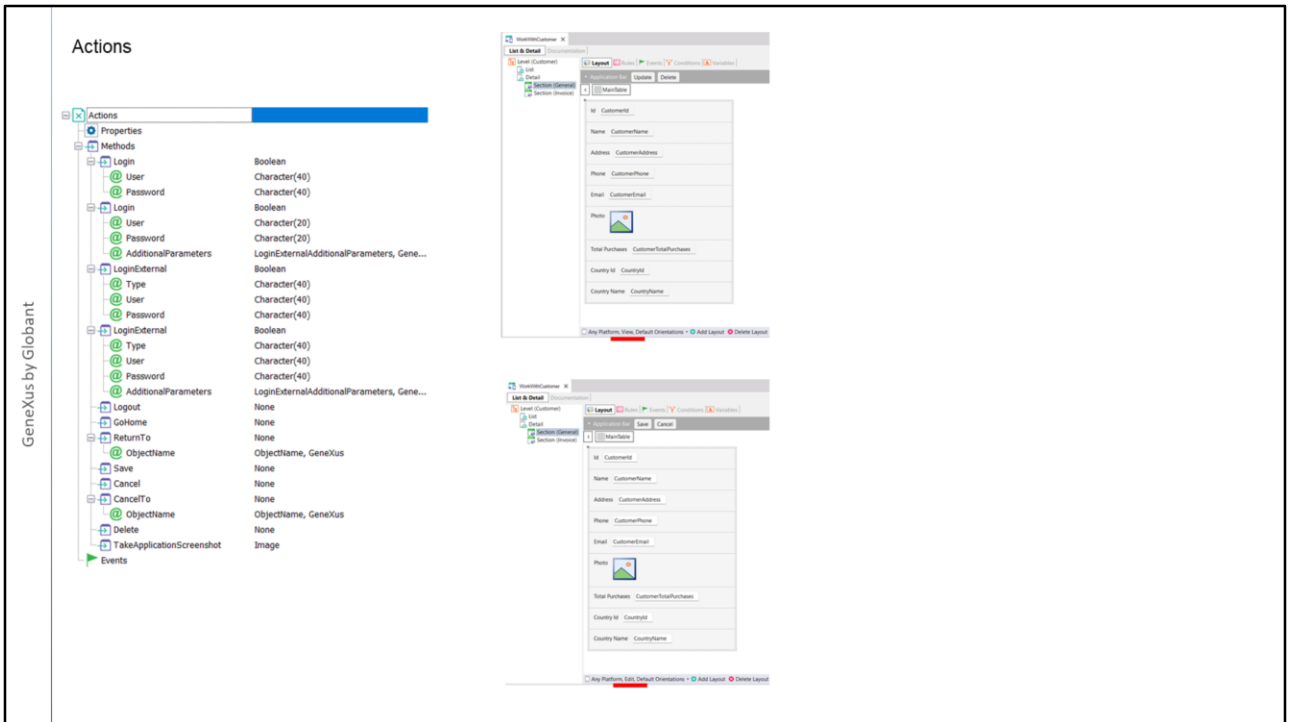 Actions
GeneXus by Globant
Actions
Properties
Methods
Login Boolean
User Character(40)
Password Character(40)
Login Boolean
User Character(20)
Password Character(20)
AdditionalParameters LoginExternalAdditionalParameters, Gene...
LoginExternal Boolean
Type Character(40)
User Character(40)
Password Character(40)
LoginExternal Boolean
Type Character(40)
User Character(40)
Password Character(40)
AdditionalParameters LoginExternalAdditionalParameters, Gene...
Logout None
GoHome None
ReturnTo None
ObjectName ObjectName, GeneXus
Save None
Cancel None
CancelTo None
ObjectName ObjectName, GeneXus
Delete None
TakeApplicationScreenshot Image
Events
WorkWithCustomer X
List & Detail Documentation
Level (Customer)
List
Detail
Section (General)
Section (Invoice)
Layout Rules Events Conditions Variables
Application Bar Update Delete
MainTable
Id CustomerId
Name CustomerName
Address CustomerAddress
Phone CustomerPhone
Email CustomerEmail
Photo
Total Purchases CustomerTotalPurchases
Country Id CountryId
Country Name CountryName
Any Platform, View, Default Orientations Add Layout Delete Layout
WorkWithCustomer X
List & Detail Documentation
Level (Customer)
List
Detail
Section (General)
Section (Invoice)
Layout Rules Events Conditions Variables
Application Bar Save Cancel
MainTable
Id CustomerId
Name CustomerName
Address CustomerAddress
Phone CustomerPhone
Email CustomerEmail
Photo
Total Purchases CustomerTotalPurchases
Country Id CountryId
Country Name CountryName
Any Platform, Edit, Default Orientations Add Layout Delete Layout